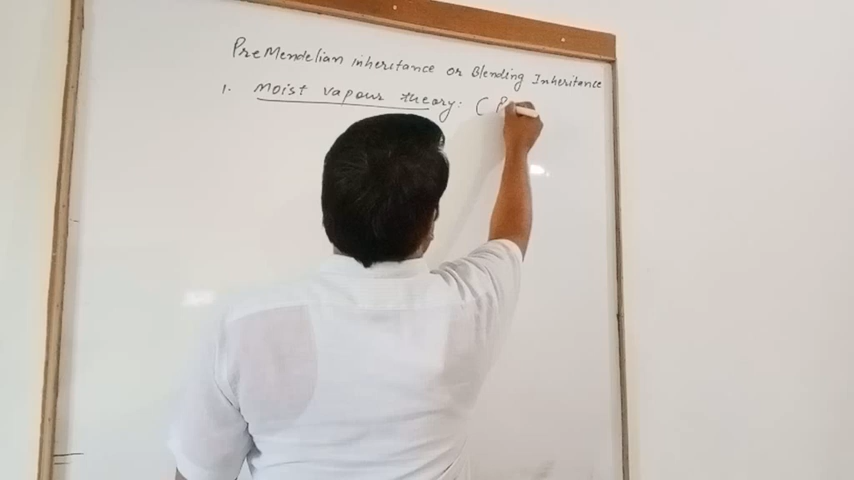 PreMendelian inheritance or Blending Inheritance
1. Moist vapour theory: ( P